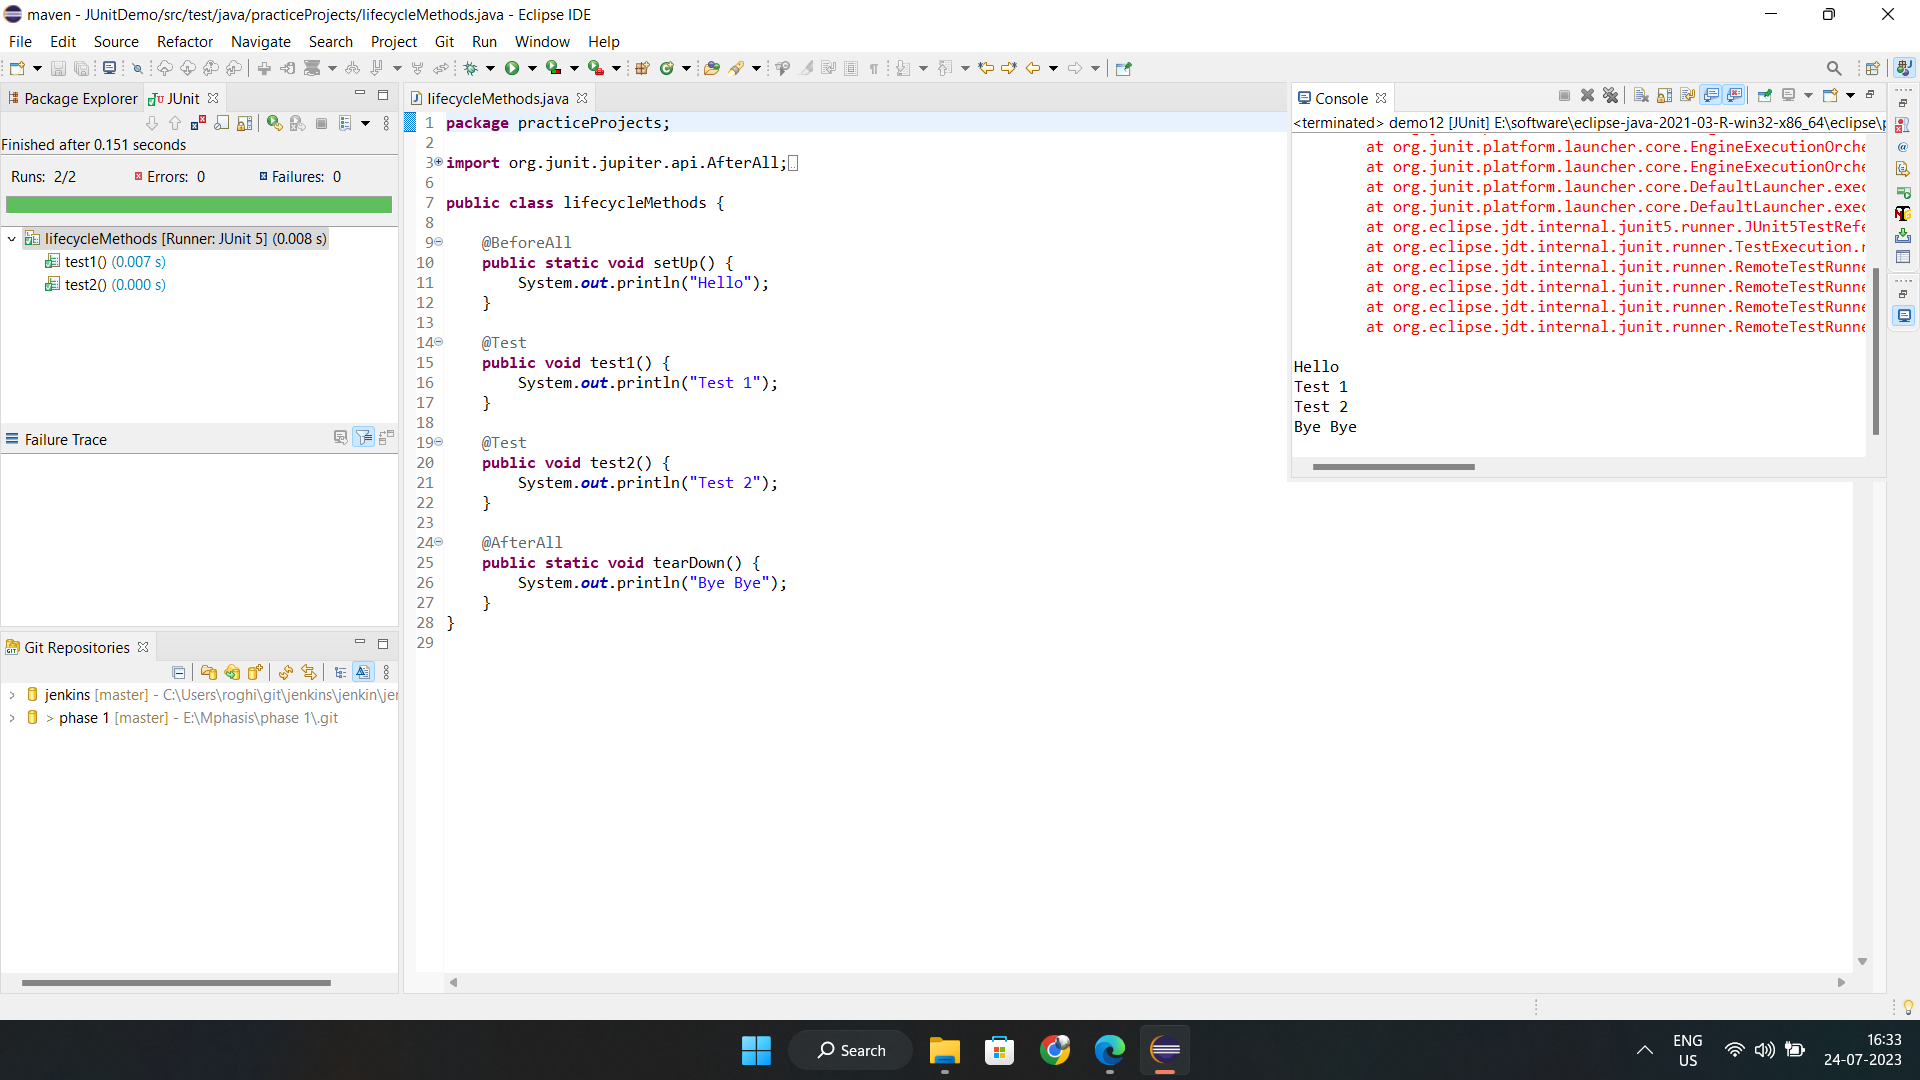 maven - JUnitDemo/src/test/java/practiceProjects/lifecycleMethods.java - Eclipse IDE
File Edit Source Refactor Navigate Search Project Git Run Window Help
Package Explorer JUnit
Finished after 0.151 seconds
Runs: 2/2 Errors: 0 Failures: 0
lifecycleMethods [Runner: JUnit 5] (0.008 s)
test1() (0.007 s)
test2() (0.000 s)
Failure Trace
Git Repositories
jenkins [master] - C:\Users\roghi\git\jenkins\jenkin\jer
> phase 1 [master] - E:\Mphasis\phase 1\.git
lifecycleMethods.java
1 package practiceProjects;
2
3 import org.junit.jupiter.api.AfterAll;
6
7 public class lifecycleMethods {
8
9 @BeforeAll
10 public static void setUp() {
11 System.out.println("Hello");
12 }
13
14 @Test
15 public void test1() {
16 System.out.println("Test 1");
17 }
18
19 @Test
20 public void test2() {
21 System.out.println("Test 2");
22 }
23
24 @AfterAll
25 public static void tearDown() {
26 System.out.println("Bye Bye");
27 }
28 }
29
Console
<terminated> demo12 [JUnit] E:\software\eclipse-java-2021-03-R-win32-x86_64\eclipse\p
at org.junit.platform.launcher.core.EngineExecutionOrche
at org.junit.platform.launcher.core.EngineExecutionOrche
at org.junit.platform.launcher.core.DefaultLauncher.exec
at org.junit.platform.launcher.core.DefaultLauncher.exec
at org.eclipse.jdt.internal.junit5.runner.JUnit5TestRefe
at org.eclipse.jdt.internal.junit.runner.TestExecution.r
at org.eclipse.jdt.internal.junit.runner.RemoteTestRunne
at org.eclipse.jdt.internal.junit.runner.RemoteTestRunne
at org.eclipse.jdt.internal.junit.runner.RemoteTestRunne
at org.eclipse.jdt.internal.junit.runner.RemoteTestRunne
Hello
Test 1
Test 2
Bye Bye
Search
ENG
US
16:33
24-07-2023